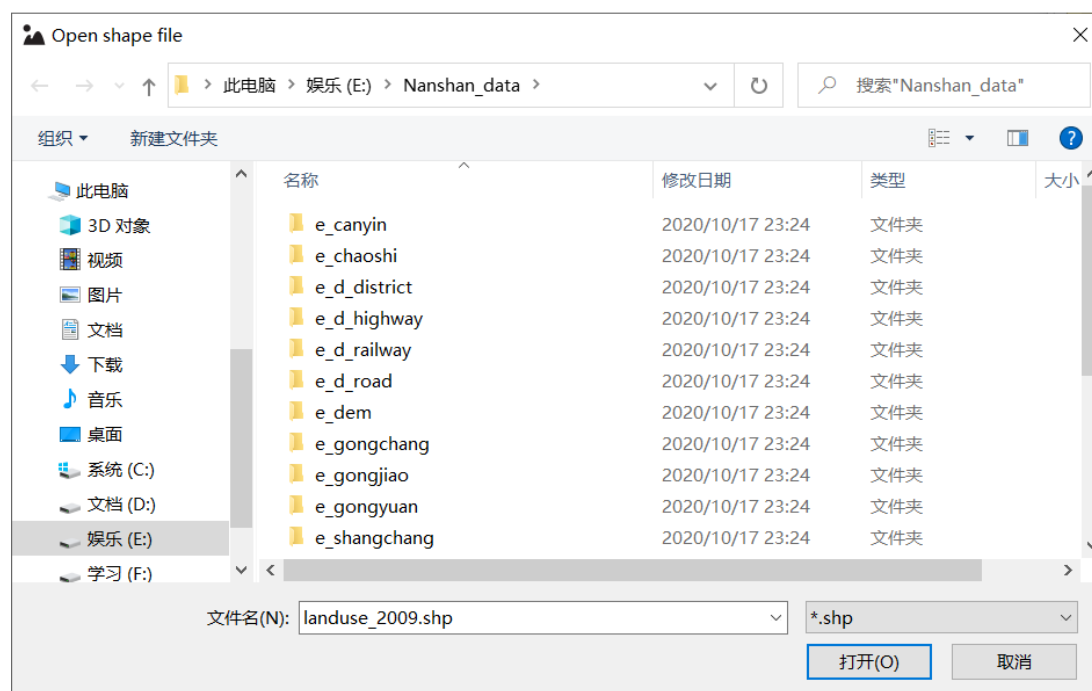 Open shape file
此电脑 娱乐 (E:) Nanshan_data
搜索"Nanshan_data"
组织 新建文件夹
名称 修改日期 类型 大小
此电脑
3D 对象
视频
图片
文档
下载
音乐
桌面
系统 (C:)
文档 (D:)
娱乐 (E:)
学习 (F:)
e_canyin 2020/10/17 23:24 文件夹
e_chaoshi 2020/10/17 23:24 文件夹
e_d_district 2020/10/17 23:24 文件夹
e_d_highway 2020/10/17 23:24 文件夹
e_d_railway 2020/10/17 23:24 文件夹
e_d_road 2020/10/17 23:24 文件夹
e_dem 2020/10/17 23:24 文件夹
e_gongchang 2020/10/17 23:24 文件夹
e_gongjiao 2020/10/17 23:24 文件夹
e_gongyuan 2020/10/17 23:24 文件夹
e_shangchang 2020/10/17 23:24 文件夹
文件名(N): landuse_2009.shp *.shp
打开(O) 取消